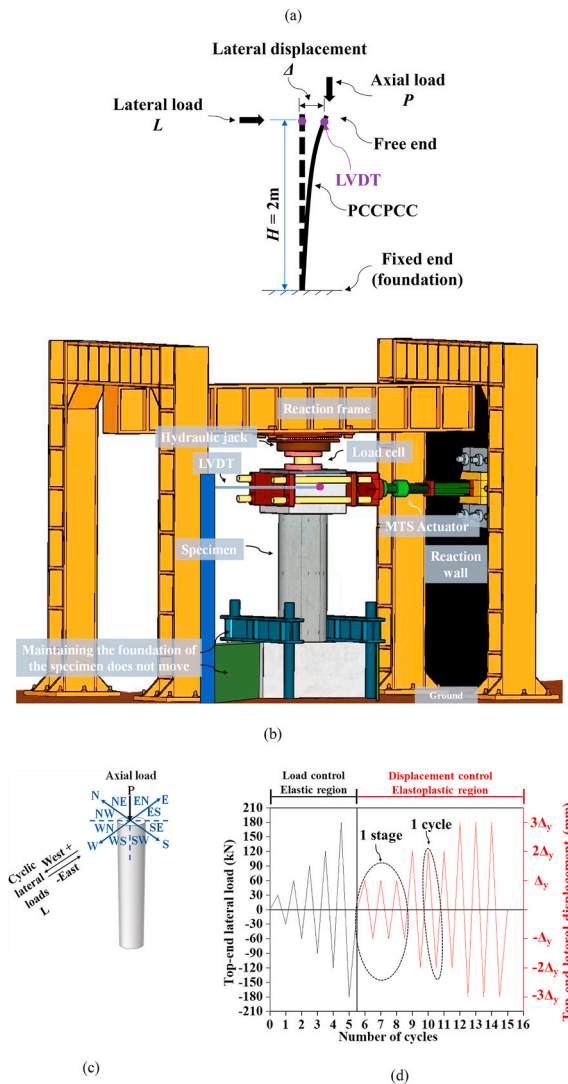 (a)
Lateral displacement
Δ
Axial load
P
Lateral load
L
Free end
LVDT
H = 2m
PCCPCC
Fixed end
(foundation)
Reaction frame
Hydraulic jack
Load cell
LVDT
MTS Actuator
Specimen
Reaction
wall
Maintaining the foundation of
the specimen does not move
Ground
(b)
Axial load
P
N
NE
EN
E
NW
ES
WN
SE
W
WS
SW
S
Cyclic
lateral
loads
L
West +
-East
(c)
Load control
Elastic region
Displacement control
Elastoplastic region
Top-end lateral load (kN)
210
180
150
120
90
60
30
0
-30
-60
-90
-120
-150
-180
-210
1 stage
1 cycle
3Δy
2Δy
Δy
0
-Δy
-2Δy
-3Δy
Top-end lateral displacement (mm)
0 1 2 3 4 5 6 7 8 9 10 11 12 13 14 15 16
Number of cycles
(d)